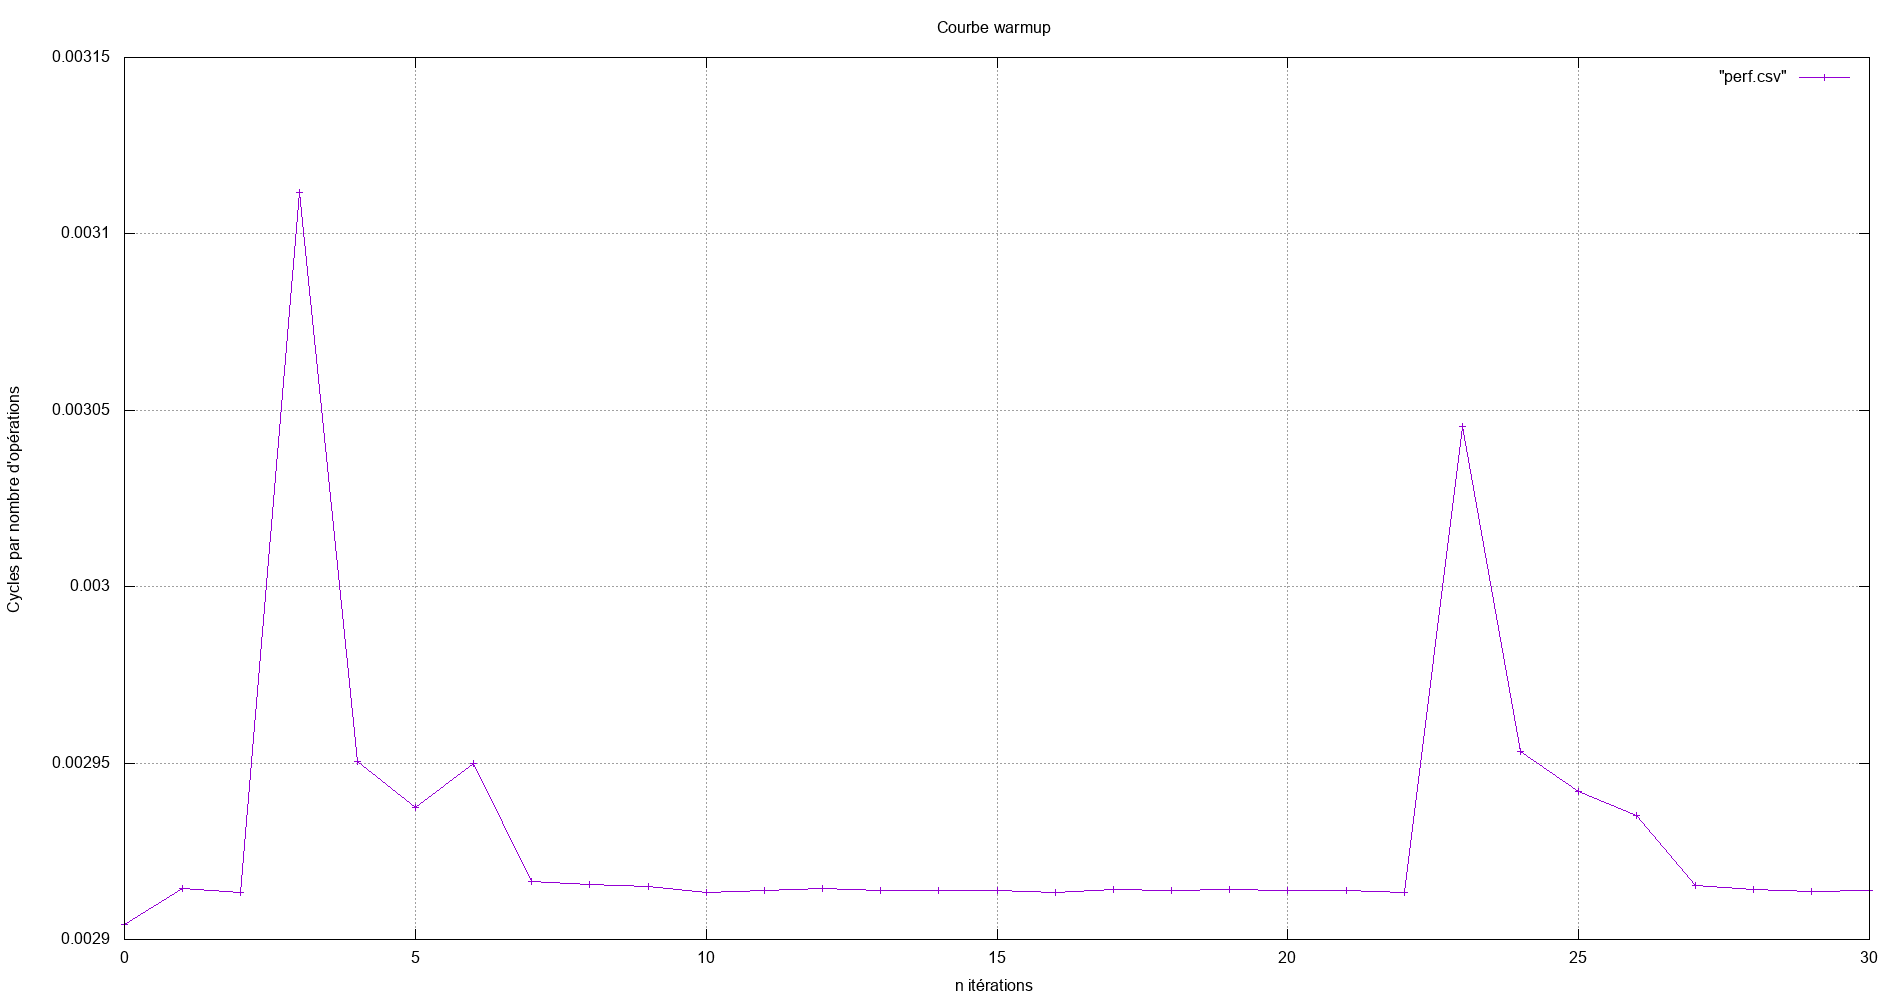 Courbe warmup
"perf.csv"
0.00315
0.0031
0.00305
0.003
0.00295
0.0029
Cycles par nombre d'opérations
0 5 10 15 20 25 30
n itérations